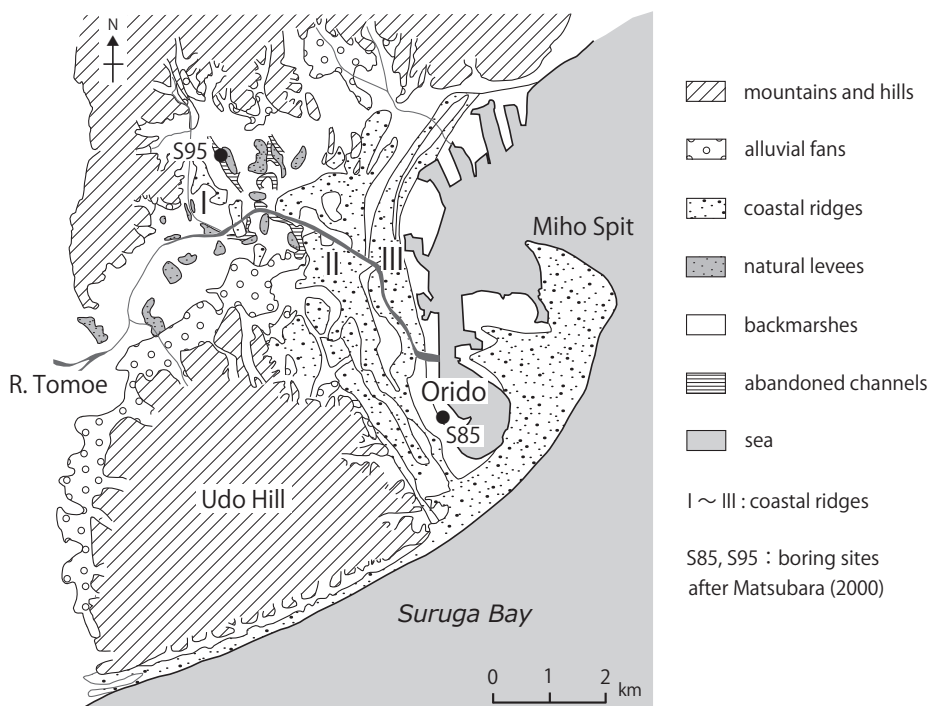 N
S95
I
II
III
Miho Spit
R. Tomoe
Orido
S85
Udo Hill
Suruga Bay
0 1 2
km
mountains and hills
alluvial fans
coastal ridges
natural levees
backmarshes
abandoned channels
sea
I ～ III : coastal ridges
S85, S95：boring sites
after Matsubara (2000)